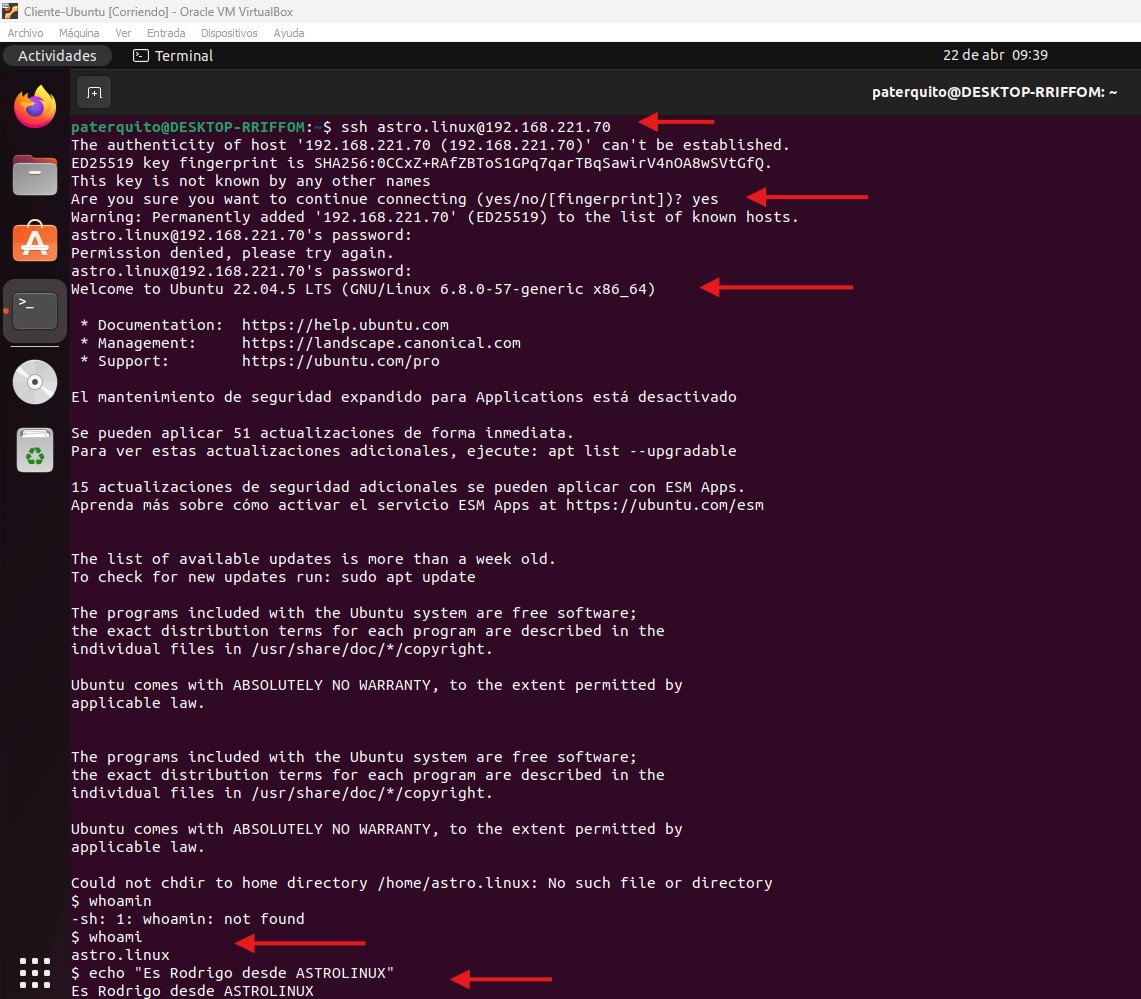 Cliente-Ubuntu [Corriendo] - Oracle VM VirtualBox
Archivo Máquina Ver Entrada Dispositivos Ayuda
Actividades Terminal 22 de abr 09:39
paterquito@DESKTOP-RRIFFOM: ~
paterquito@DESKTOP-RRIFFOM:~$ ssh astro.linux@192.168.221.70
The authenticity of host '192.168.221.70 (192.168.221.70)' can't be established.
ED25519 key fingerprint is SHA256:0CCxZ+RAfZBToS1GPq7qarTBqSawirV4nOA8wSVtGfQ.
This key is not known by any other names
Are you sure you want to continue connecting (yes/no/[fingerprint])? yes
Warning: Permanently added '192.168.221.70' (ED25519) to the list of known hosts.
astro.linux@192.168.221.70's password:
Permission denied, please try again.
astro.linux@192.168.221.70's password:
Welcome to Ubuntu 22.04.5 LTS (GNU/Linux 6.8.0-57-generic x86_64)
* Documentation: https://help.ubuntu.com
* Management: https://landscape.canonical.com
* Support: https://ubuntu.com/pro
El mantenimiento de seguridad expandido para Applications está desactivado
Se pueden aplicar 51 actualizaciones de forma inmediata.
Para ver estas actualizaciones adicionales, ejecute: apt list --upgradable
15 actualizaciones de seguridad adicionales se pueden aplicar con ESM Apps.
Aprenda más sobre cómo activar el servicio ESM Apps at https://ubuntu.com/esm
The list of available updates is more than a week old.
To check for new updates run: sudo apt update
The programs included with the Ubuntu system are free software;
the exact distribution terms for each program are described in the
individual files in /usr/share/doc/*/copyright.
Ubuntu comes with ABSOLUTELY NO WARRANTY, to the extent permitted by
applicable law.
The programs included with the Ubuntu system are free software;
the exact distribution terms for each program are described in the
individual files in /usr/share/doc/*/copyright.
Ubuntu comes with ABSOLUTELY NO WARRANTY, to the extent permitted by
applicable law.
Could not chdir to home directory /home/astro.linux: No such file or directory
$ whoamin
-sh: 1: whoamin: not found
$ whoami
astro.linux
$ echo "Es Rodrigo desde ASTROLINUX"
Es Rodrigo desde ASTROLINUX